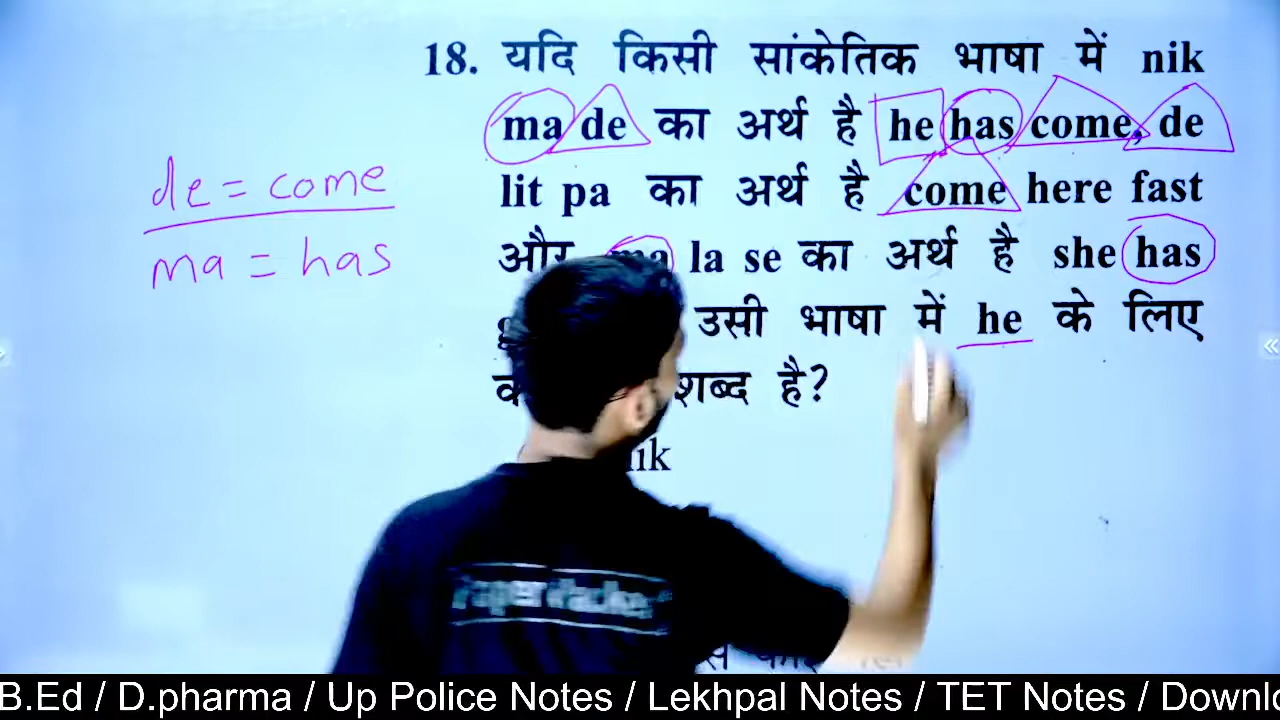 18. यदि किसी सांकेतिक भाषा में nik
ma de का अर्थ है he has come, de
lit pa का अर्थ है come here fast
और ma la se का अर्थ है she has
उसी भाषा में he के लिए
शब्द है?
de = come
ma = has
B.Ed / D.pharma / Up Police Notes / Lekhpal Notes / TET Notes /